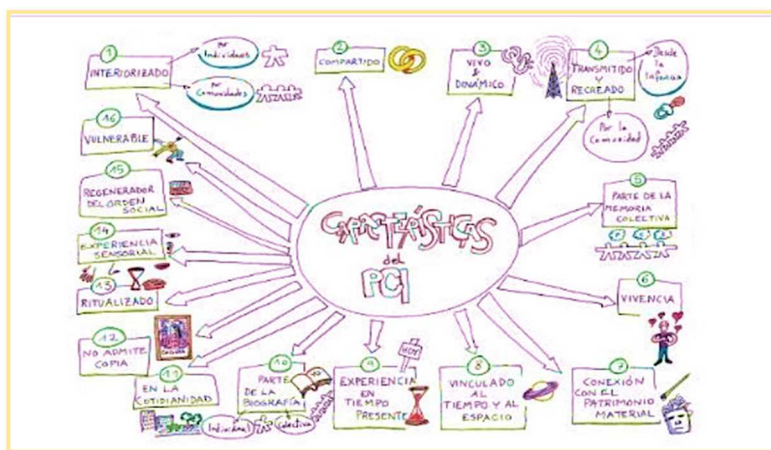 CARACTERÍSTICAS
del
PCI
1
INTERIORIZADO
por
Individuos
por
Comunidades
2
COMPARTIDO
3
VIVO
&
DINÁMICO
4
TRANSMITIDO
Y
RECREADO
Desde
la
Infancia
Por la
Comunidad
5
PARTE DE LA
MEMORIA
COLECTIVA
6
VIVENCIA
7
CONEXIÓN
CON EL
PATRIMONIO
MATERIAL
8
VINCULADO
AL
TIEMPO Y AL
ESPACIO
9
HOY
EXPERIENCIA
EN
TIEMPO
PRESENTE
10
PARTE
DE LA
BIOGRAFÍA
Individual
Colectiva
11
EN LA
COTIDIANIDAD
12
NO ADMITE
COPIA
13
RITUALIZADO
14
EXPERIENCIA
SENSORIAL
15
REGENERADOR
DEL ORDEN
SOCIAL
16
VULNERABLE